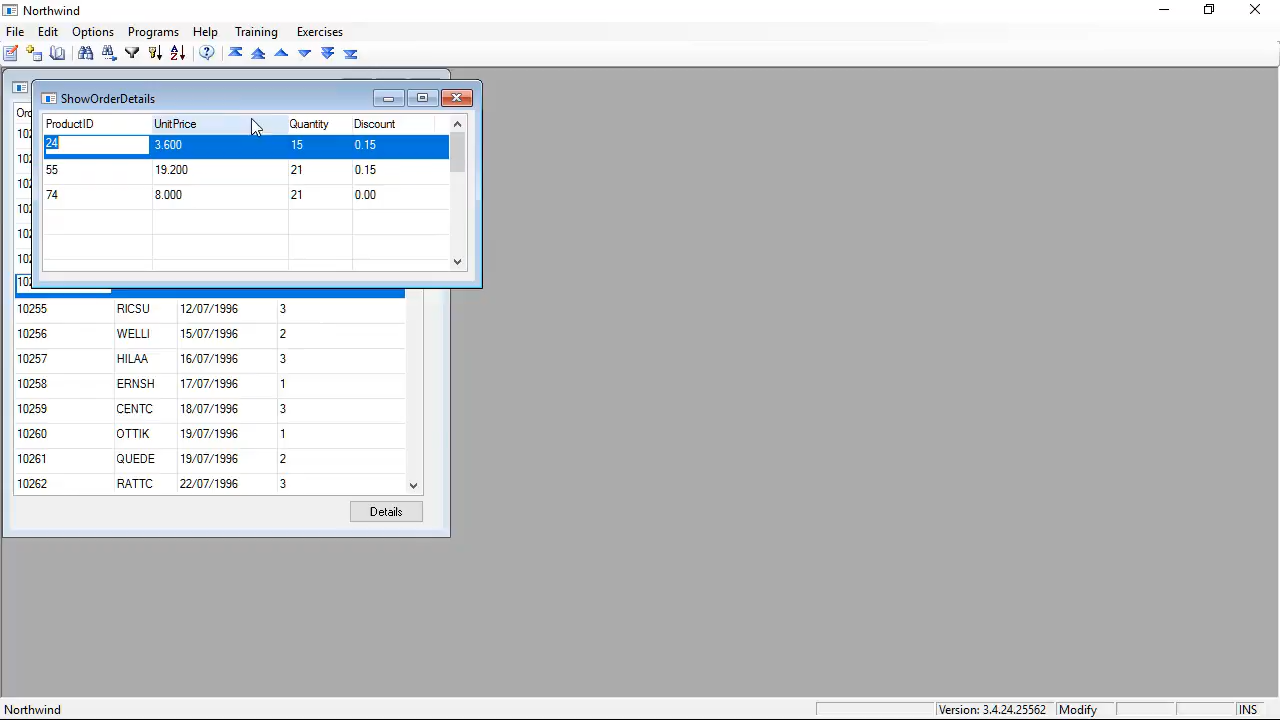 Northwind
File Edit Options Programs Help Training Exercises
ShowOrderDetails
ProductID UnitPrice Quantity Discount
24 3.600 15 0.15
55 19.200 21 0.15
74 8.000 21 0.00
10255 RICSU 12/07/1996 3
10256 WELLI 15/07/1996 2
10257 HILAA 16/07/1996 3
10258 ERNSH 17/07/1996 1
10259 CENTC 18/07/1996 3
10260 OTTIK 19/07/1996 1
10261 QUEDE 19/07/1996 2
10262 RATTC 22/07/1996 3
Details
Northwind Version: 3.4.24.25562 Modify INS